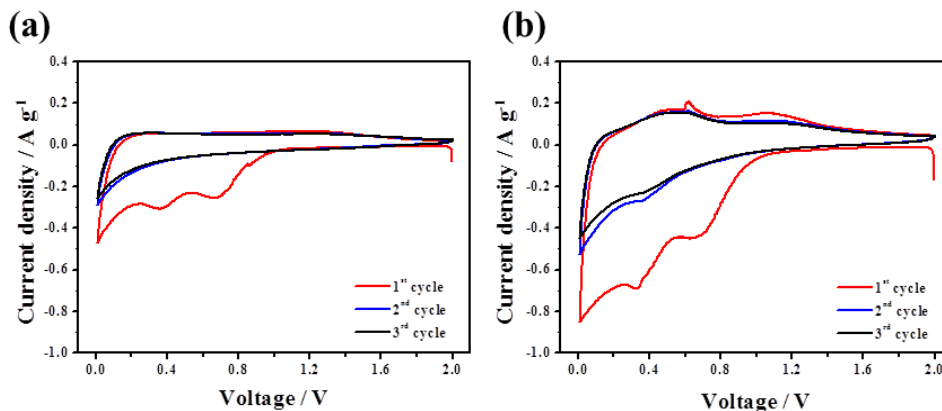 (a)
(b)
0.4
0.2
0.0
-0.2
-0.4
-0.6
-0.8
-1.0
Current density / A g⁻¹
1ˢᵗ cycle
2ⁿᵈ cycle
3ʳᵈ cycle
0.0 0.4 0.8 1.2 1.6 2.0
Voltage / V
0.4
0.2
0.0
-0.2
-0.4
-0.6
-0.8
-1.0
Current density / A g⁻¹
1ˢᵗ cycle
2ⁿᵈ cycle
3ʳᵈ cycle
0.0 0.4 0.8 1.2 1.6 2.0
Voltage / V